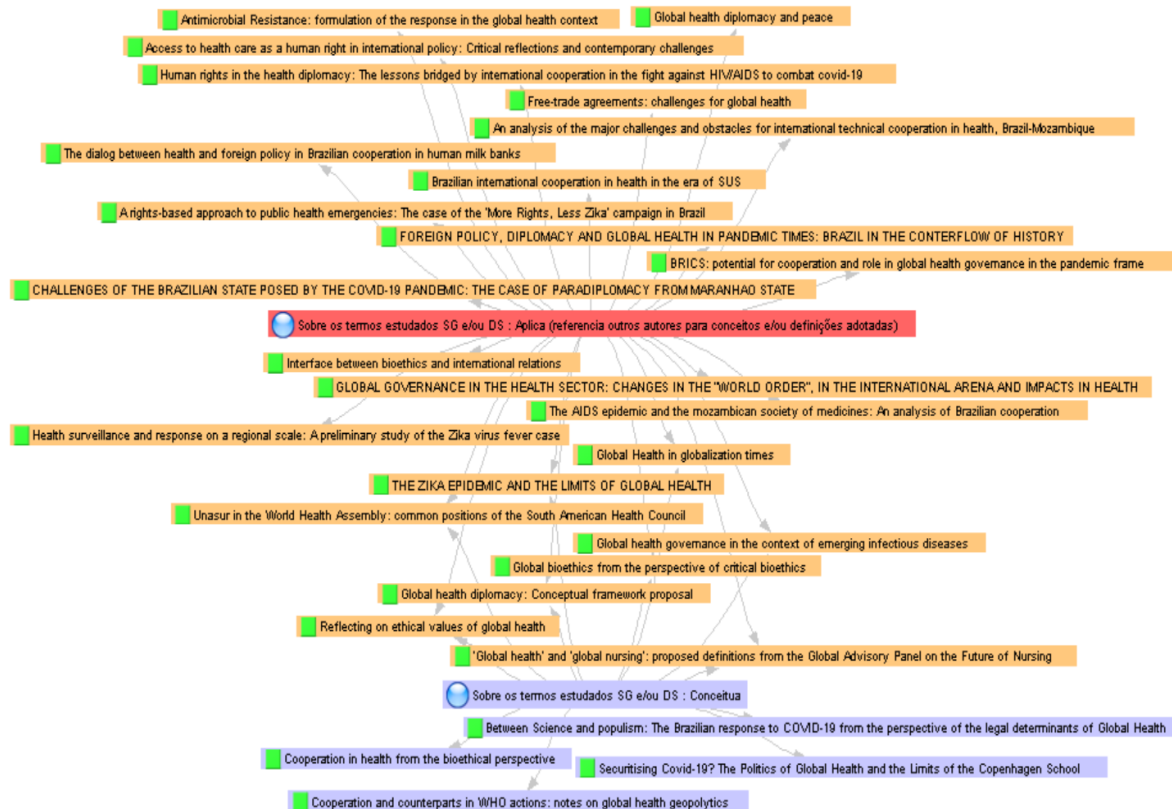 Antimicrobial Resistance: formulation of the response in the global health context
Global health diplomacy and peace
Access to health care as a human right in international policy: Critical reflections and contemporary challenges
Human rights in the health diplomacy: The lessons bridged by international cooperation in the fight against HIV/AIDS to combat covid-19
Free-trade agreements: challenges for global health
An analysis of the major challenges and obstacles for international technical cooperation in health, Brazil-Mozambique
The dialog between health and foreign policy in Brazilian cooperation in human milk banks
Brazilian international cooperation in health in the era of SUS
A rights-based approach to public health emergencies: The case of the 'More Rights, Less Zika' campaign in Brazil
FOREIGN POLICY, DIPLOMACY AND GLOBAL HEALTH IN PANDEMIC TIMES: BRAZIL IN THE CONTERFLOW OF HISTORY
BRICS: potential for cooperation and role in global health governance in the pandemic frame
CHALLENGES OF THE BRAZILIAN STATE POSED BY THE COVID-19 PANDEMIC: THE CASE OF PARADIPLOMACY FROM MARANHAO STATE
Sobre os termos estudados SG e/ou DS : Aplica (referencia outros autores para conceitos e/ou definições adotadas)
Interface between bioethics and international relations
GLOBAL GOVERNANCE IN THE HEALTH SECTOR: CHANGES IN THE "WORLD ORDER", IN THE INTERNATIONAL ARENA AND IMPACTS IN HEALTH
The AIDS epidemic and the mozambican society of medicines: An analysis of Brazilian cooperation
Health surveillance and response on a regional scale: A preliminary study of the Zika virus fever case
Global Health in globalization times
THE ZIKA EPIDEMIC AND THE LIMITS OF GLOBAL HEALTH
Unasur in the World Health Assembly: common positions of the South American Health Council
Global health governance in the context of emerging infectious diseases
Global bioethics from the perspective of critical bioethics
Global health diplomacy: Conceptual framework proposal
Reflecting on ethical values of global health
'Global health' and 'global nursing': proposed definitions from the Global Advisory Panel on the Future of Nursing
Sobre os termos estudados SG e/ou DS : Conceitua
Between Science and populism: The Brazilian response to COVID-19 from the perspective of the legal determinants of Global Health
Cooperation in health from the bioethical perspective
Securitising Covid-19? The Politics of Global Health and the Limits of the Copenhagen School
Cooperation and counterparts in WHO actions: notes on global health geopolitics